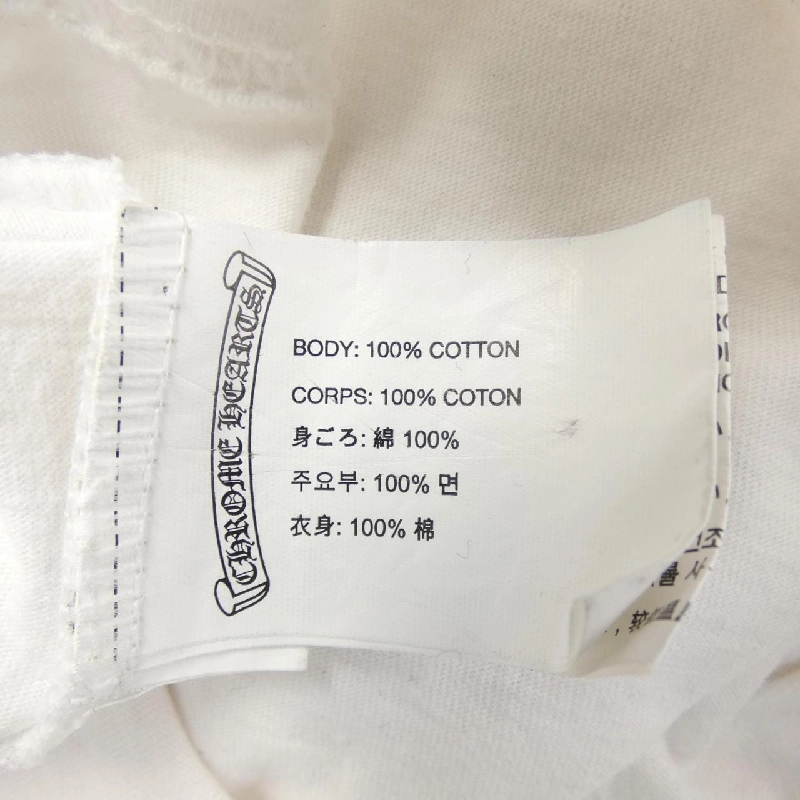 CHROME HEARTS
BODY: 100% COTTON
CORPS: 100% COTON
身ごろ: 綿 100%
주요부: 100% 면
衣身: 100% 棉